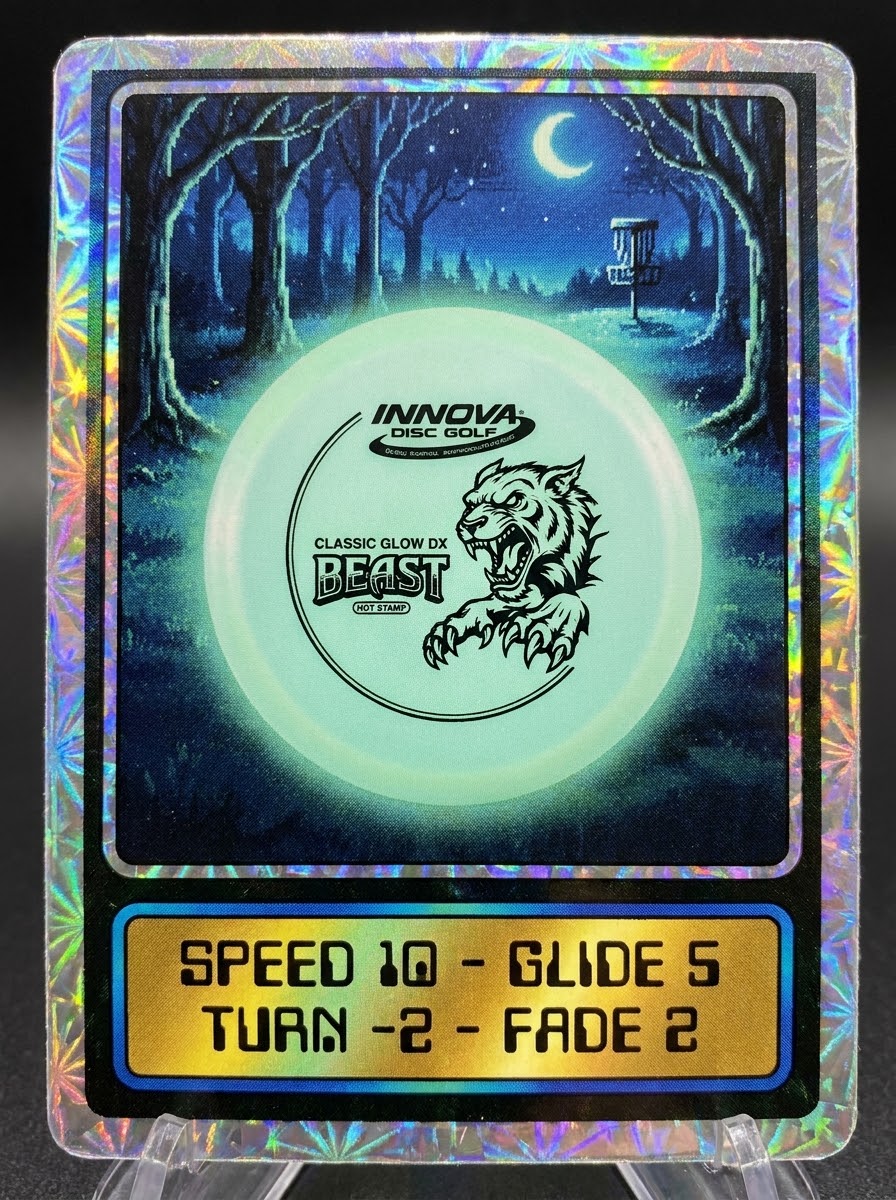 INNOVA®
DISC GOLF
CLASSIC GLOW DX
BEAST
HOT STAMP
SPEED 10 - GLIDE 5
TURN -2 - FADE 2